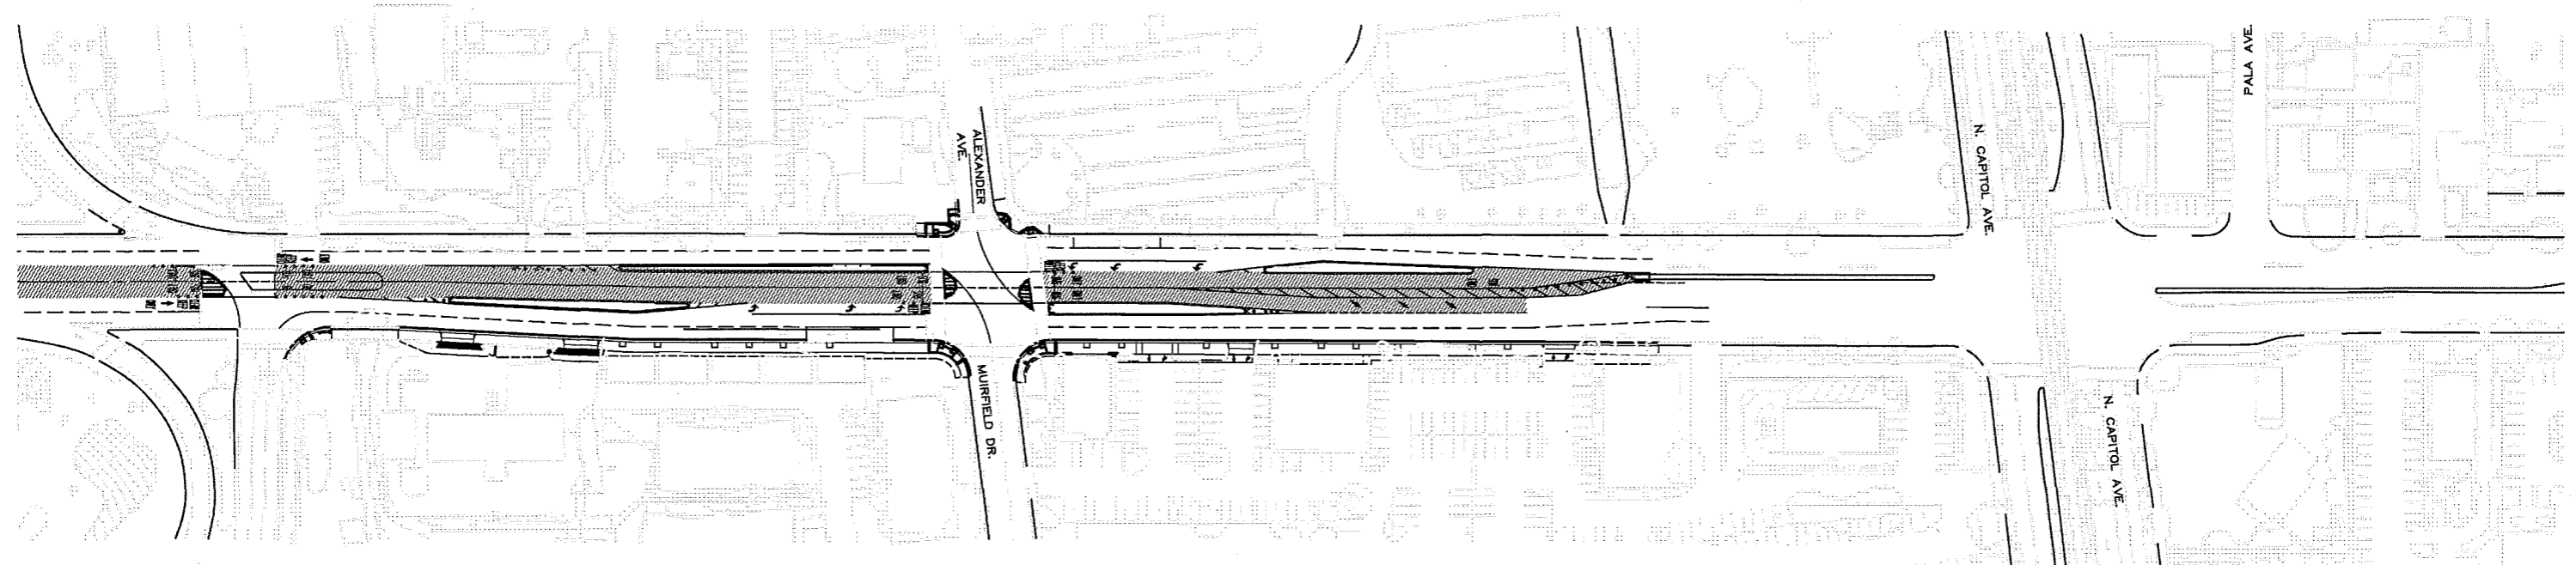 PALA AVE.
ALEXANDER
AVE.
N. CAPITOL AVE.
MUIRFIELD DR.
N. CAPITOL AVE.